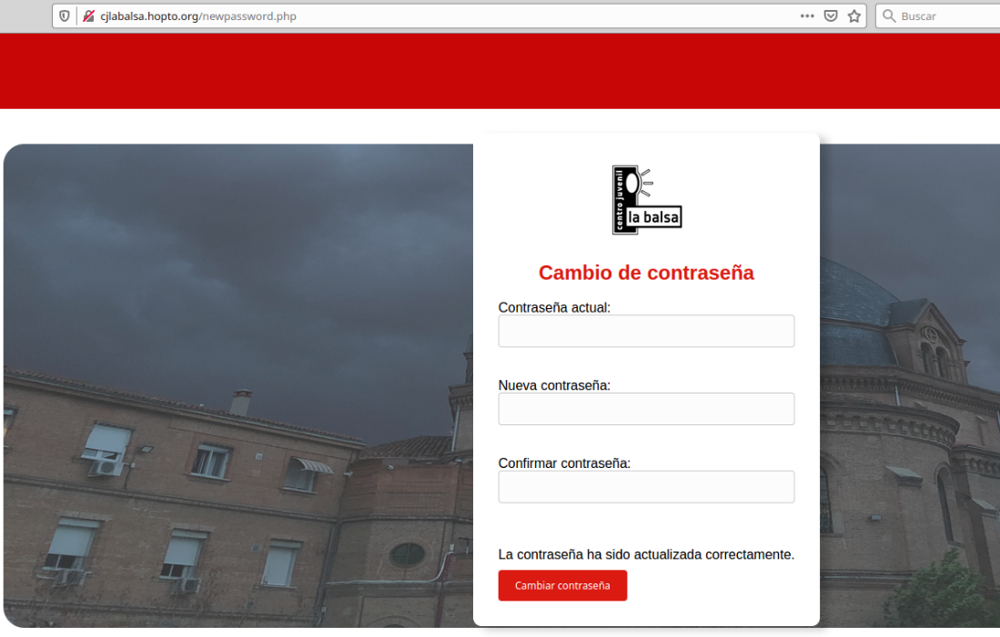 cjlabalsa.hopto.org/newpassword.php
Buscar
centro juvenil
la balsa
Cambio de contraseña
Contraseña actual:
Nueva contraseña:
Confirmar contraseña:
La contraseña ha sido actualizada correctamente.
Cambiar contraseña